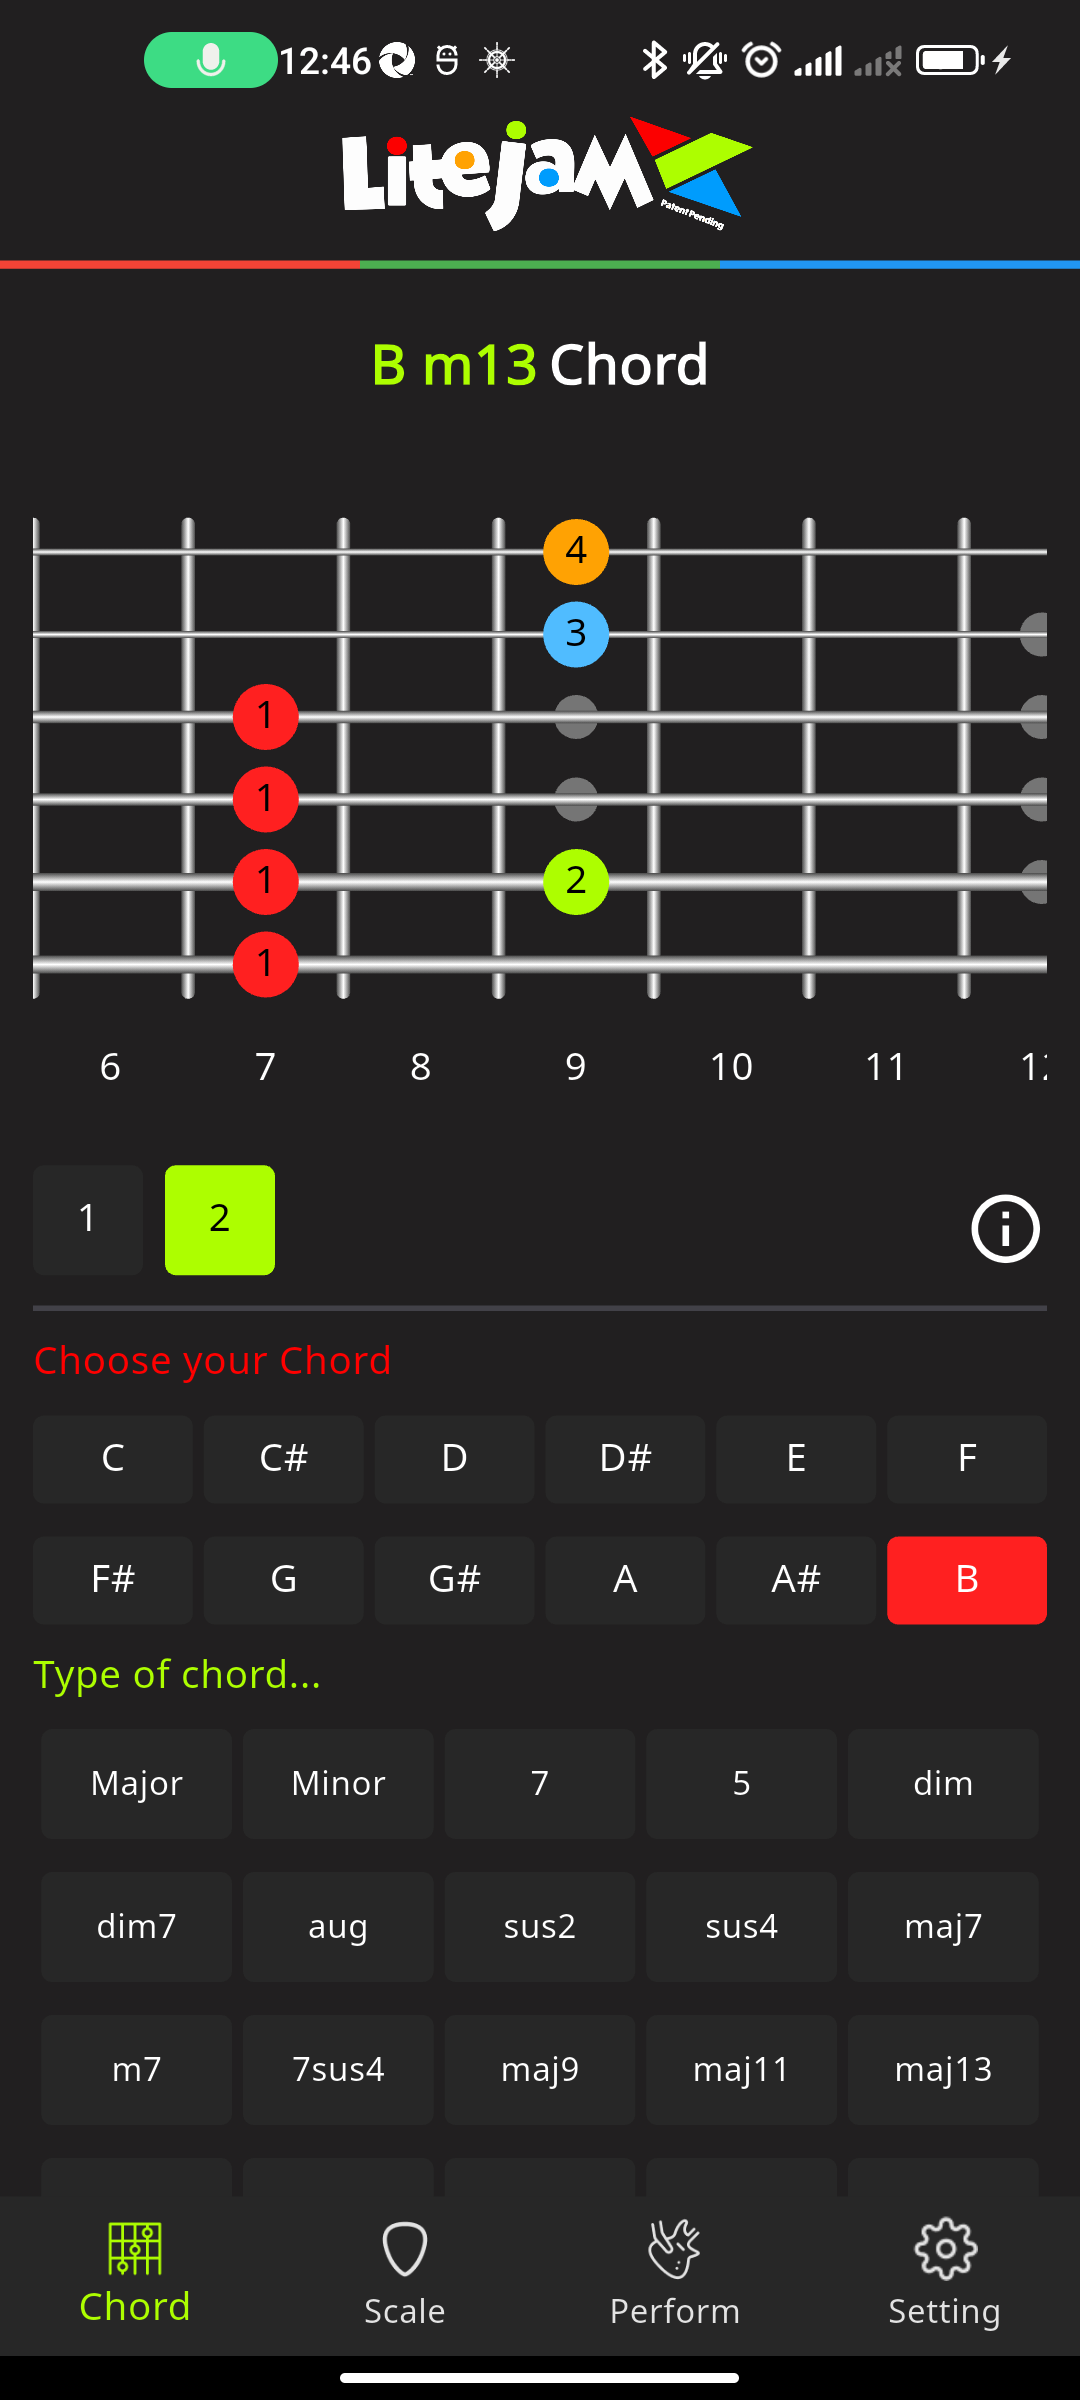 12:46
LitejaM
Patent Pending
B m13 Chord
4
3
1
1
1 2
1
6 7 8 9 10 11 12
1 2
Choose your Chord
C C# D D# E F
F# G G# A A# B
Type of chord...
Major Minor 7 5 dim
dim7 aug sus2 sus4 maj7
m7 7sus4 maj9 maj11 maj13
Chord Scale Perform Setting